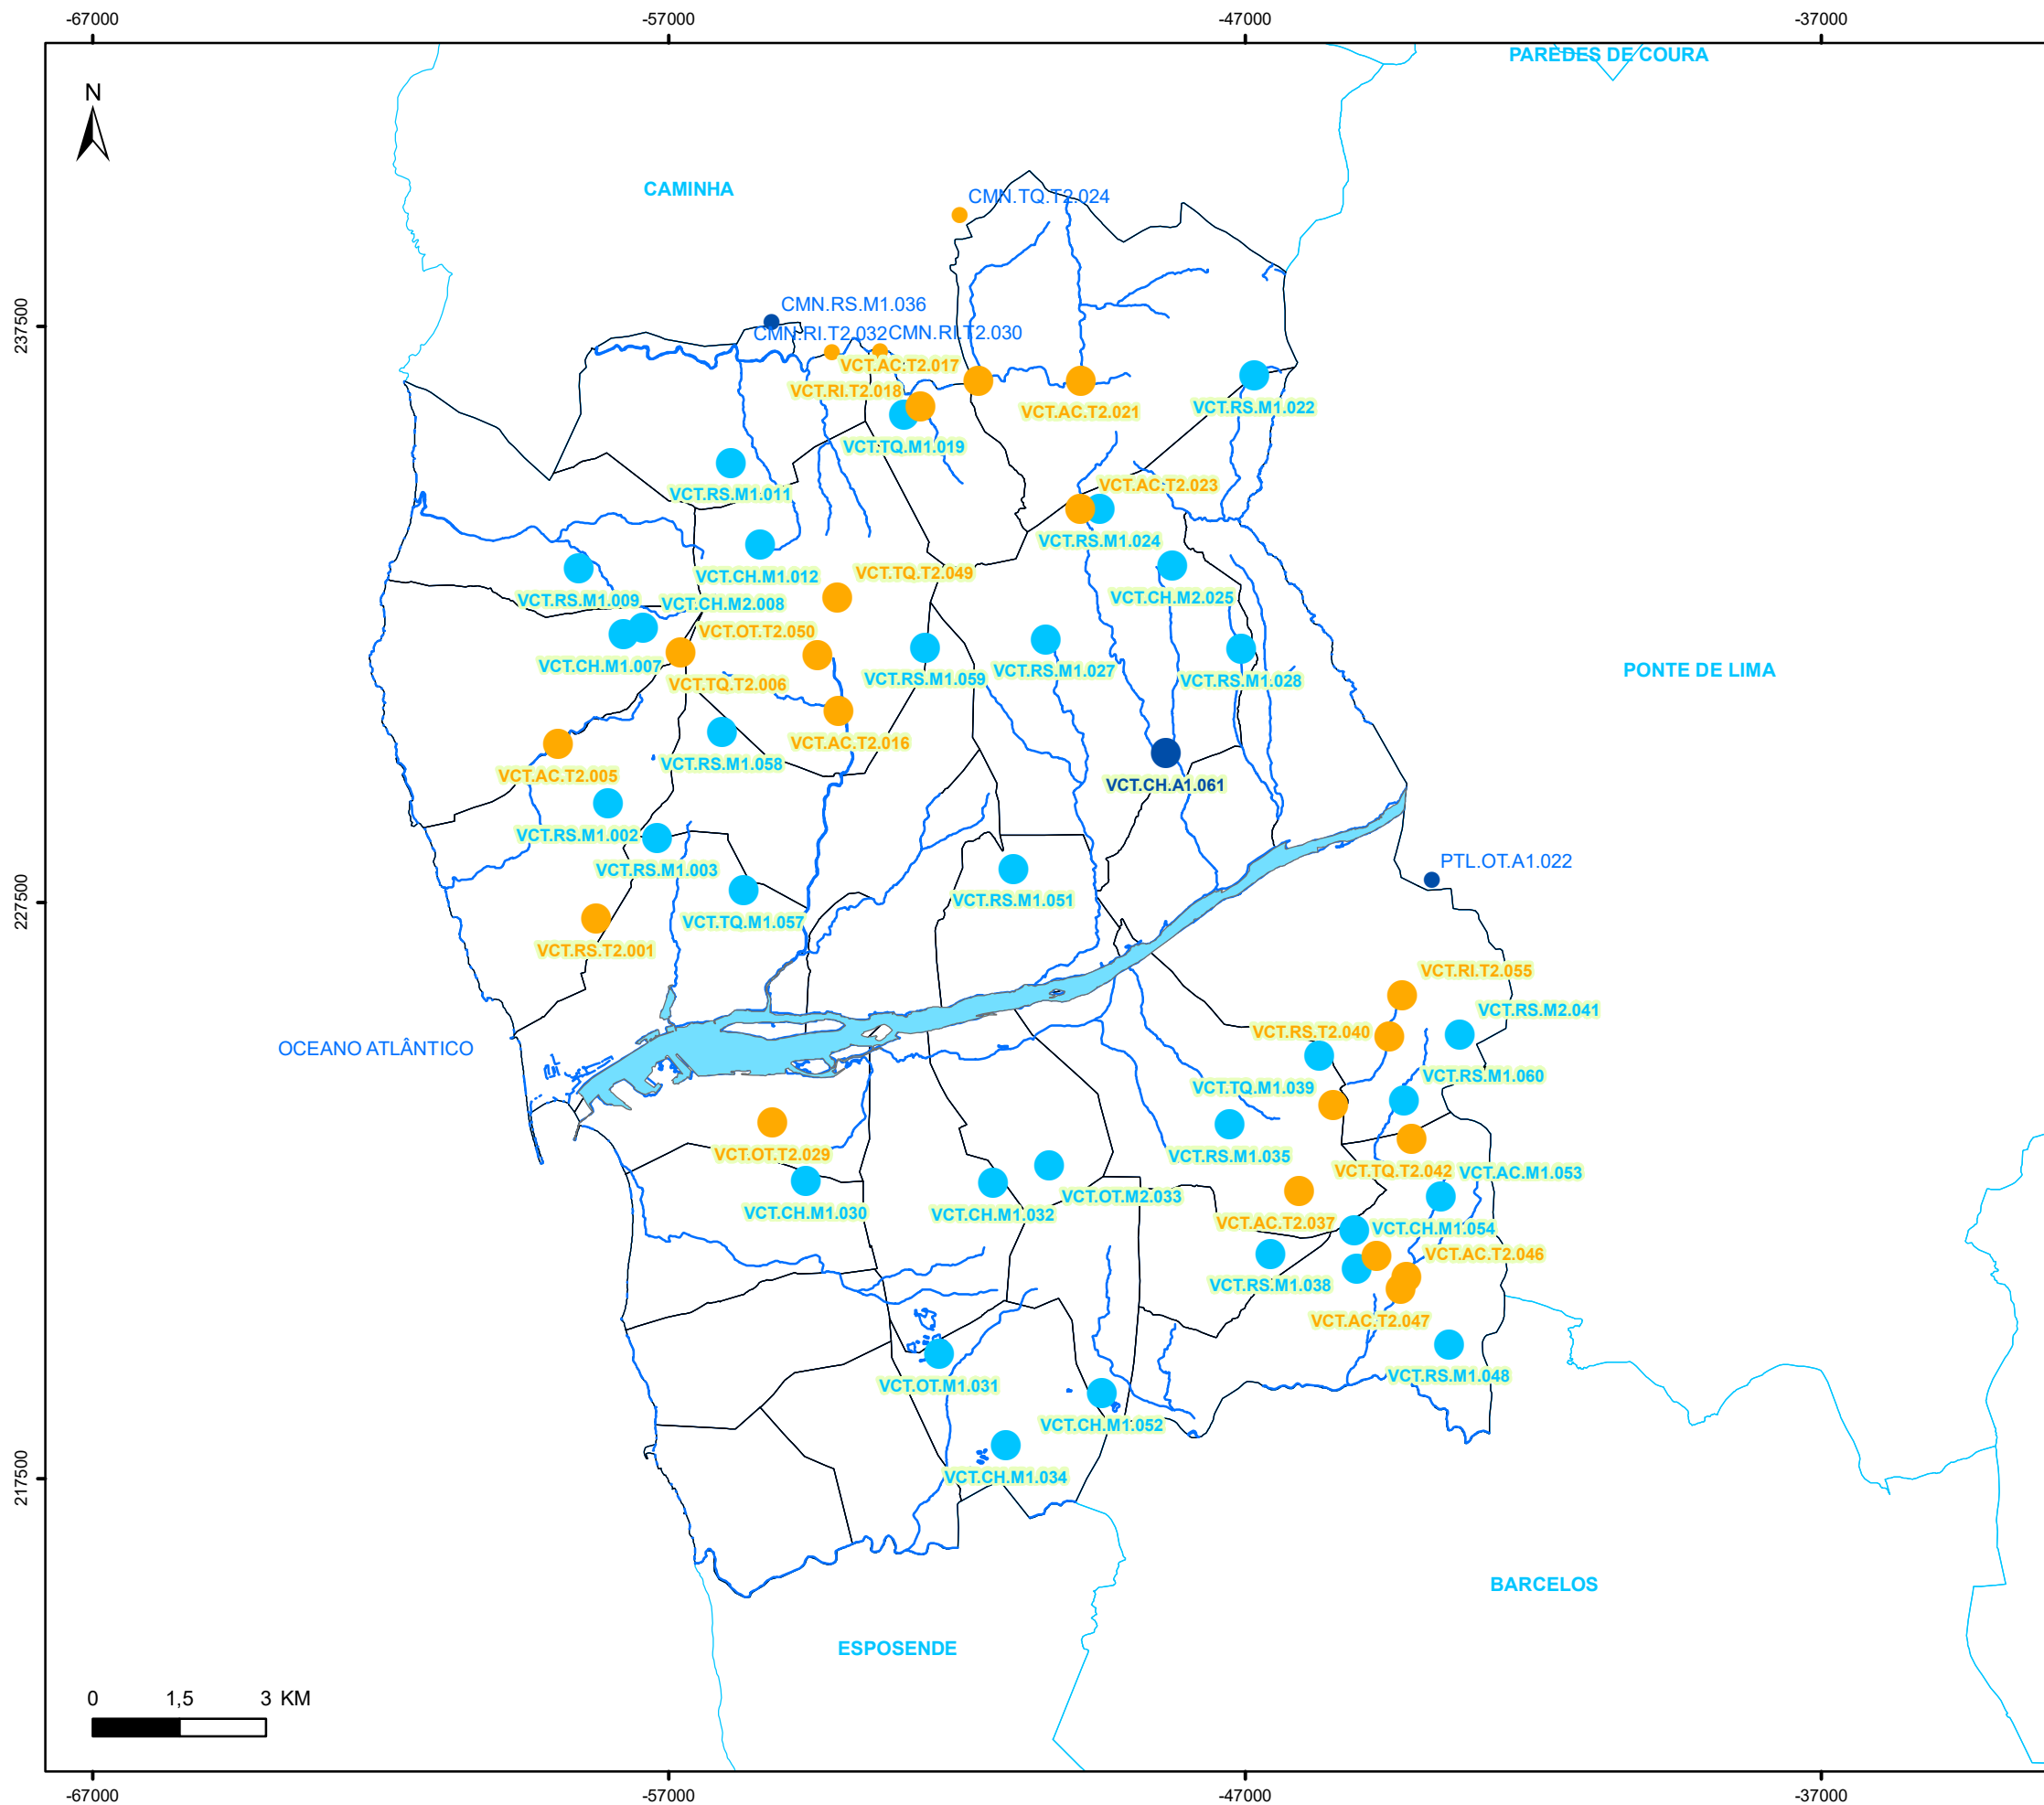 -67000
-57000
-47000
-37000
PAREDES DE COURA
N
CAMINHA
CMN.TQ.T2.024
237500
CMN.RS.M1.036
CMN.RI.T2.032
CMN.RI.T2.030
VCT.AC.T2.017
VCT.RI.T2.018
VCT.AC.T2.021
VCT.RS.M1.022
VCT.TQ.M1.019
VCT.RS.M1.011
VCT.AC.T2.023
VCT.RS.M1.024
VCT.CH.M1.012
VCT.TQ.T2.049
VCT.RS.M1.009
VCT.CH.M2.008
VCT.CH.M2.025
VCT.OT.T2.050
VCT.CH.M1.007
VCT.TQ.T2.006
VCT.RS.M1.059
VCT.RS.M1.027
VCT.RS.M1.028
PONTE DE LIMA
VCT.AC.T2.016
VCT.RS.M1.058
VCT.AC.T2.005
VCT.CH.A1.061
VCT.RS.M1.002
VCT.RS.M1.003
PTL.OT.A1.022
227500
VCT.RS.M1.051
VCT.TQ.M1.057
VCT.RS.T2.001
VCT.RI.T2.055
VCT.RS.M2.041
VCT.RS.T2.040
OCEANO ATLÂNTICO
VCT.RS.M1.060
VCT.TQ.M1.039
VCT.OT.T2.029
VCT.RS.M1.035
VCT.TQ.T2.042
VCT.AC.M1.053
VCT.OT.M2.033
VCT.CH.M1.030
VCT.CH.M1.032
VCT.AC.T2.037
VCT.CH.M1.054
VCT.AC.T2.046
VCT.RS.M1.038
VCT.AC.T2.047
VCT.OT.M1.031
VCT.RS.M1.048
VCT.CH.M1.052
217500
VCT.CH.M1.034
BARCELOS
ESPOSENDE
0 1,5 3 KM
-67000
-57000
-47000
-37000